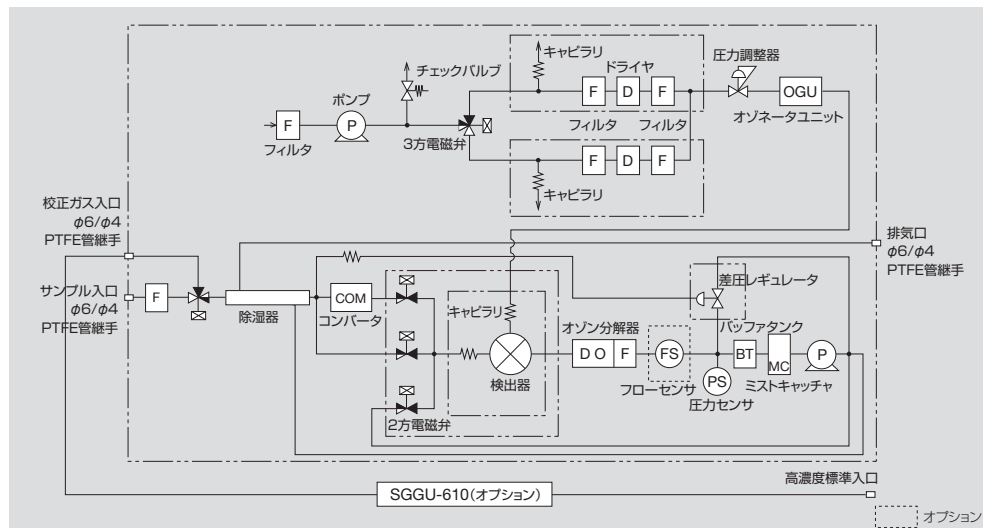 キャピラリ
ドライヤ
圧力調整器
チェックバルブ
ポンプ
F
D
F
OGU
F
P
フィルタ
フィルタ
オゾネータユニット
フィルタ
3方電磁弁
F
D
F
キャピラリ
校正ガス入口
φ6/φ4
PTFE管継手
排気口
φ6/φ4
PTFE管継手
差圧レギュレータ
サンプル入口
φ6/φ4
PTFE管継手
F
除湿器
COM
コンバータ
キャピラリ
検出器
オゾン分解器
D O
F
FS
フローセンサ
バッファタンク
BT
MC
P
ミストキャッチャ
PS
圧力センサ
2方電磁弁
高濃度標準入口
SGGU-610(オプション)
オプション